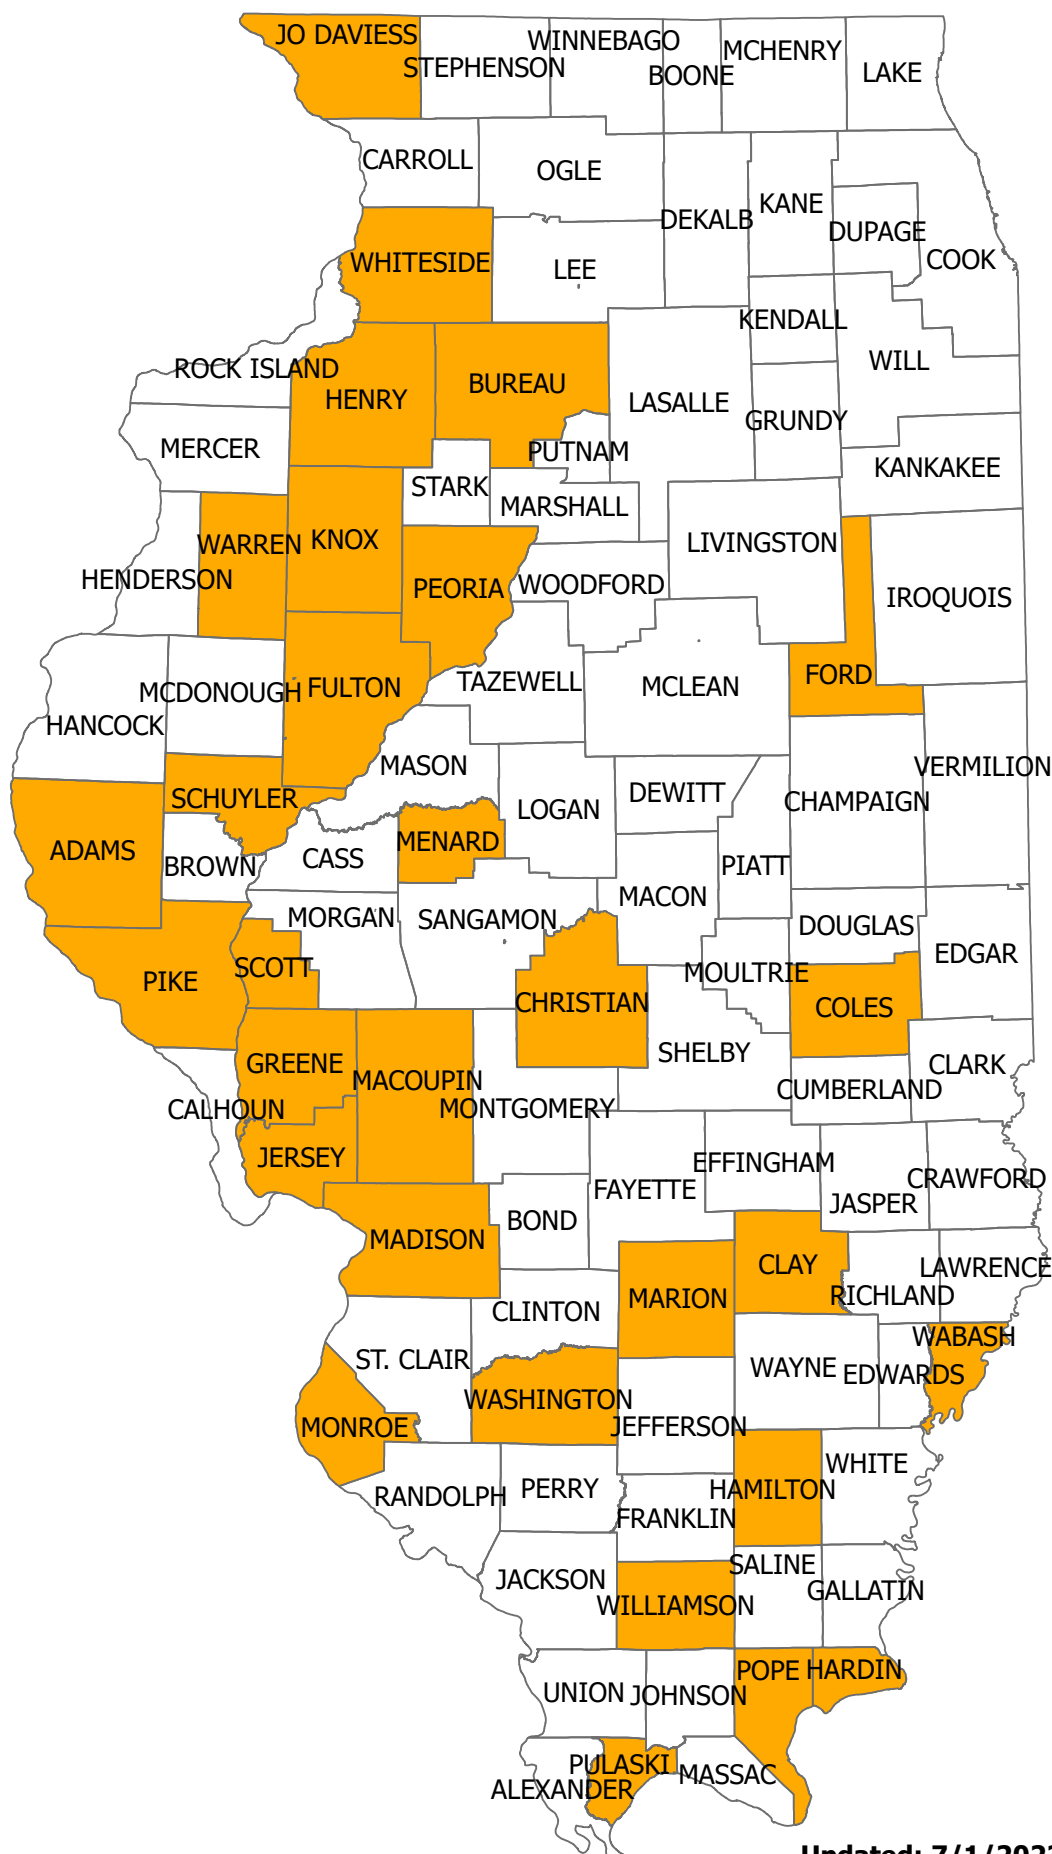 JO DAVIESS
STEPHENSON
WINNEBAGO
BOONE
MCHENRY
LAKE
CARROLL
OGLE
DEKALB
KANE
DUPAGE
COOK
WHITESIDE
LEE
KENDALL
WILL
ROCK ISLAND
HENRY
BUREAU
LASALLE
GRUNDY
MERCER
PUTNAM
KANKAKEE
STARK
MARSHALL
WARREN
KNOX
LIVINGSTON
HENDERSON
PEORIA
WOODFORD
IROQUOIS
HANCOCK
MCDONOUGH
FULTON
TAZEWELL
MCLEAN
FORD
MASON
VERMILION
SCHUYLER
LOGAN
DEWITT
CHAMPAIGN
ADAMS
BROWN
CASS
MENARD
PIATT
MACON
MORGAN
SANGAMON
DOUGLAS
EDGAR
PIKE
SCOTT
CHRISTIAN
MOULTRIE
COLES
GREENE
MACOUPIN
SHELBY
CLARK
CALHOUN
MONTGOMERY
CUMBERLAND
JERSEY
FAYETTE
EFFINGHAM
JASPER
CRAWFORD
MADISON
BOND
CLAY
LAWRENCE
MARION
RICHLAND
CLINTON
ST. CLAIR
WABASH
WAYNE
EDWARDS
WASHINGTON
MONROE
JEFFERSON
RANDOLPH
PERRY
HAMILTON
WHITE
FRANKLIN
JACKSON
WILLIAMSON
SALINE
GALLATIN
UNION
JOHNSON
POPE
HARDIN
PULASKI
ALEXANDER
MASSAC
Updated: 7/1/202